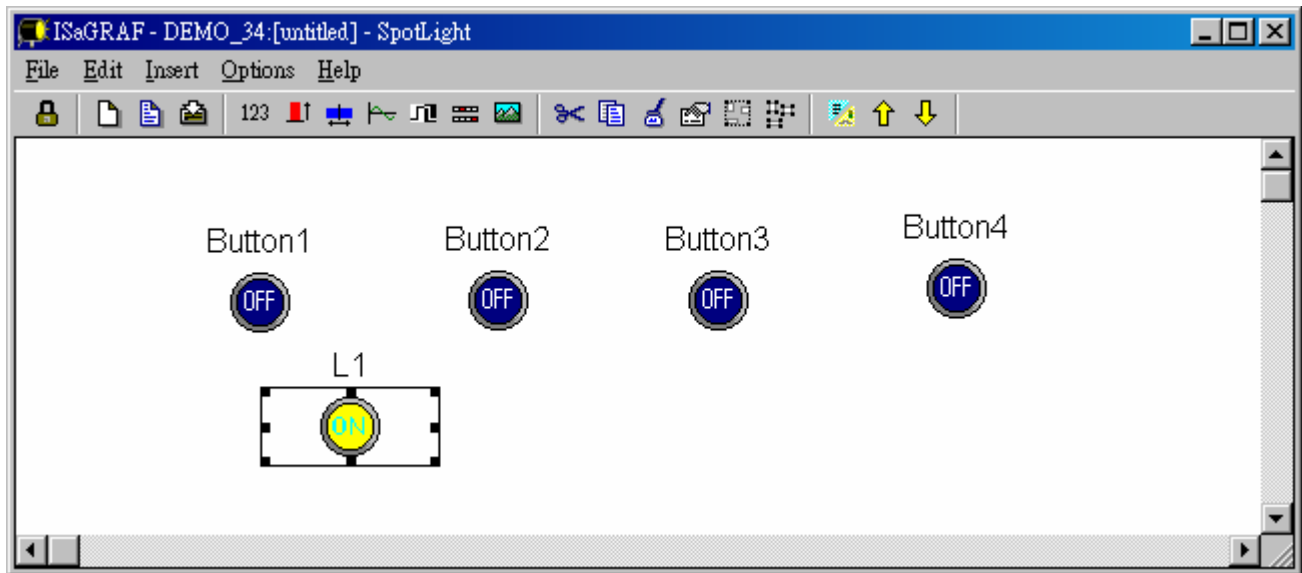 ISaGRAF - DEMO_34:[untitled] - SpotLight
File Edit Insert Options Help
123
Button1 Button2 Button3 Button4
OFF OFF OFF OFF
L1
ON